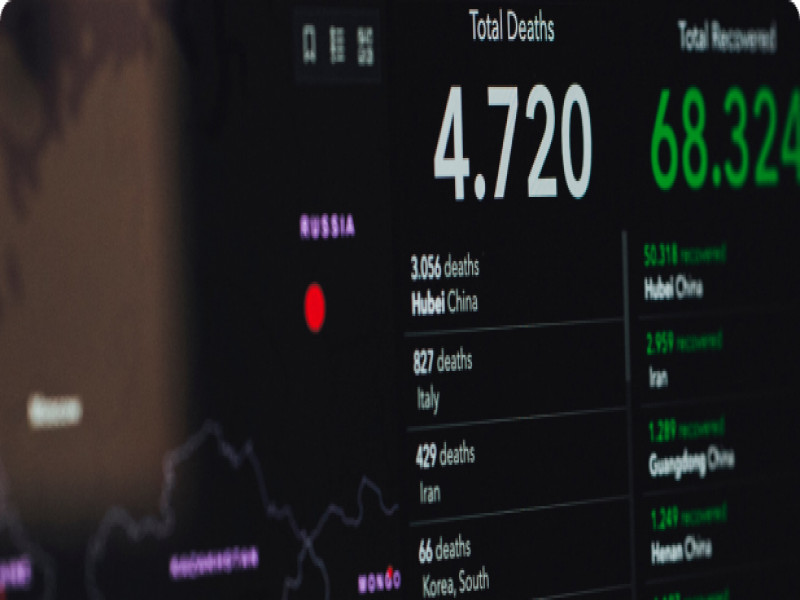 Total Deaths
4.720
3.056 deaths
Hubei China
827 deaths
Italy
429 deaths
Iran
66 deaths
Korea, South
Total Recovered
68.324
50.318 recovered
Hubei China
2.959 recovered
Iran
1.289 recovered
Guangdong China
1.249 recovered
Henan China
RUSSIA
KAZAKHSTAN
MONGO